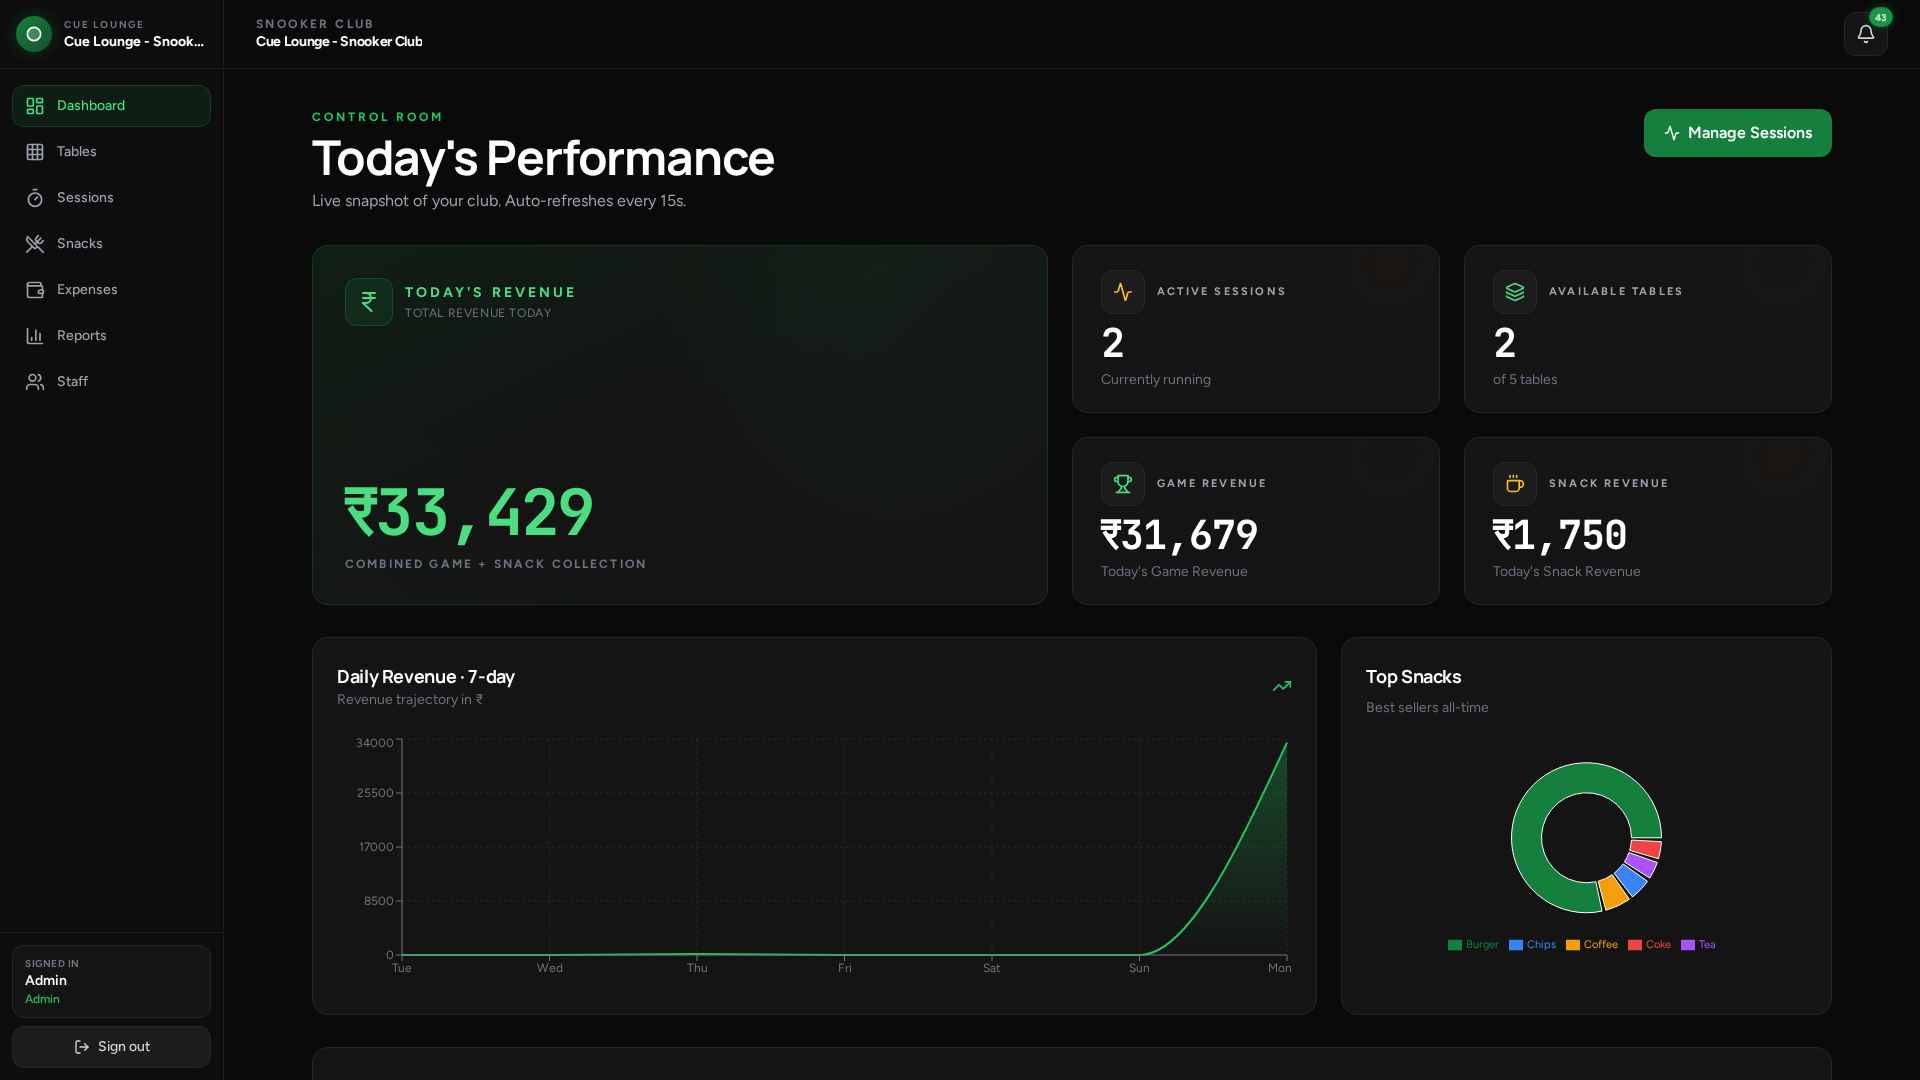 CUE LOUNGE
Cue Lounge - Snook...
SNOOKER CLUB
Cue Lounge - Snooker Club
43
Dashboard
Tables
Sessions
Snacks
Expenses
Reports
Staff
SIGNED IN
Admin
Admin
Sign out
CONTROL ROOM
Today's Performance
Live snapshot of your club. Auto-refreshes every 15s.
Manage Sessions
₹
TODAY'S REVENUE
TOTAL REVENUE TODAY
₹33,429
COMBINED GAME + SNACK COLLECTION
ACTIVE SESSIONS
2
Currently running
AVAILABLE TABLES
2
of 5 tables
GAME REVENUE
₹31,679
Today's Game Revenue
SNACK REVENUE
₹1,750
Today's Snack Revenue
Daily Revenue · 7-day
Revenue trajectory in ₹
34000
25500
17000
8500
0
Tue Wed Thu Fri Sat Sun Mon
Top Snacks
Best sellers all-time
Burger Chips Coffee Coke Tea